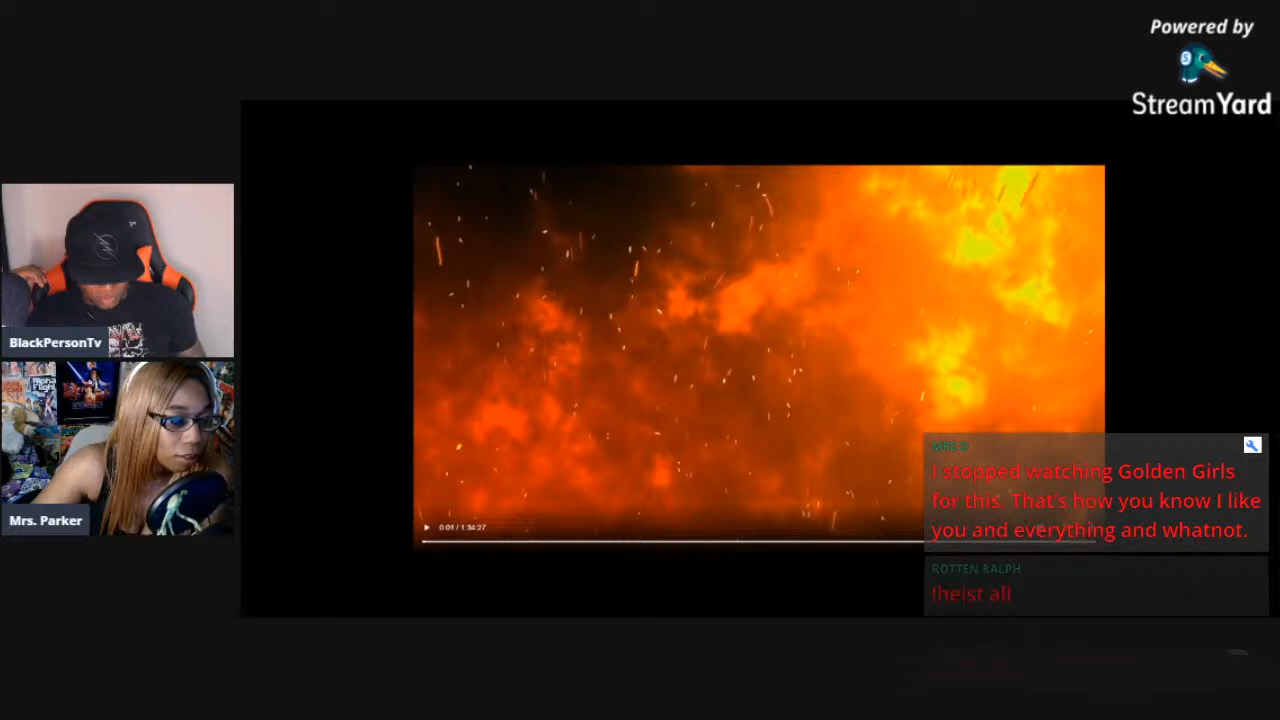 Powered by
StreamYard
BlackPersonTv
Mrs. Parker
0:01 / 1:34:27
MRS D
I stopped watching Golden Girls
for this. That's how you know I like
you and everything and whatnot.
ROTTEN RALPH
!heist all